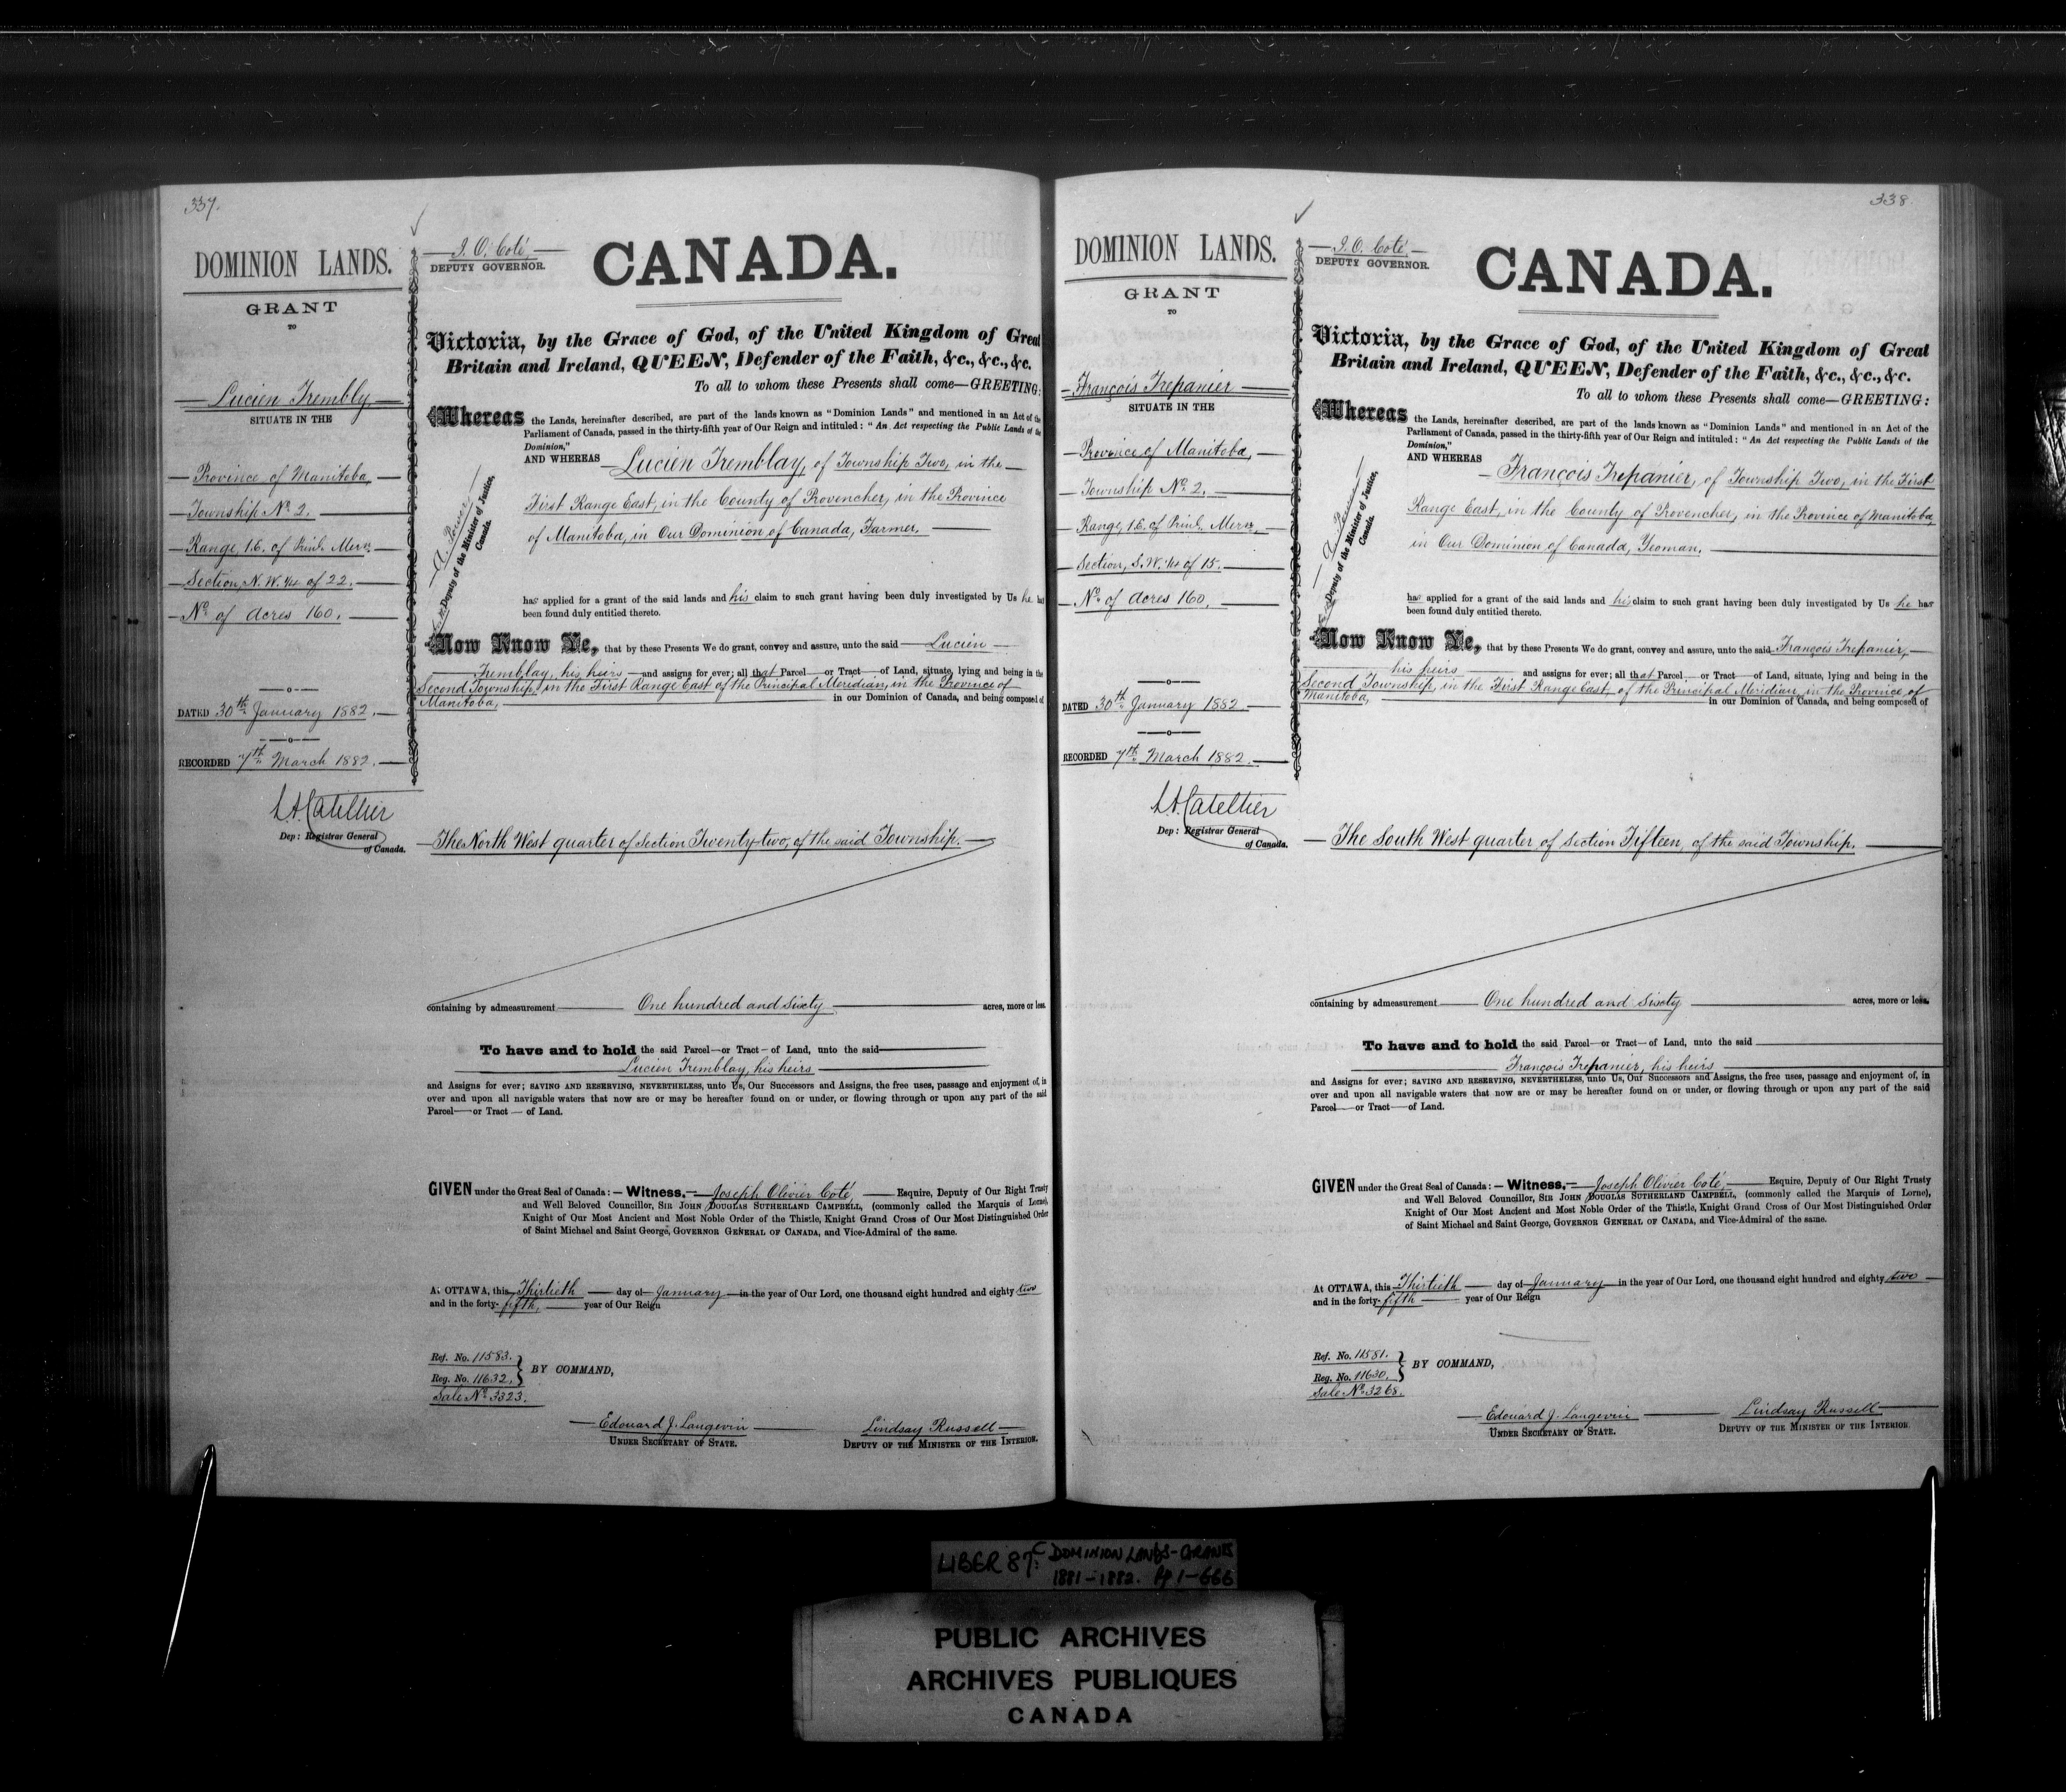 337.
DOMINION LANDS.
GRANT
TO
Lucien Trembly,
SITUATE IN THE
Province of Manitoba,
Township No. 2.
Range, 1 E. of Prinl. Mern.
Section, N. W. 1/4 of 22.
No. of Acres 160.
DATED 30th January 1882.
RECORDED 7th March 1882.
L.A. Catellier
Dep: Registrar General
of Canada.
J. O. Coté,
DEPUTY GOVERNOR.
CANADA.
Victoria, by the Grace of God, of the United Kingdom of Great
Britain and Ireland, QUEEN, Defender of the Faith, &c., &c., &c.
To all to whom these Presents shall come—GREETING:
Whereas the Lands, hereinafter described, are part of the lands known as "Dominion Lands" and mentioned in an Act of the
Parliament of Canada, passed in the thirty-fifth year of Our Reign and intituled: "An Act respecting the Public Lands of the
Dominion,"
AND WHEREAS Lucien Tremblay, of Township Two, in the
First Range East, in the County of Provencher, in the Province
of Manitoba, in Our Dominion of Canada, Farmer.
A. Power
Deputy of the Minister of Justice,
Canada.
has applied for a grant of the said lands and his claim to such grant having been duly investigated by Us he has
been found duly entitled thereto.
Now Know Ye, that by these Presents We do grant, convey and assure, unto the said Lucien
Tremblay, his heirs and assigns for ever; all that Parcel or Tract of Land, situate, lying and being in the
Second Township, in the First Range East of the Principal Meridian, in the Province of
Manitoba, in our Dominion of Canada, and being composed of
The North West quarter of Section Twenty-two, of the said Township.
containing by admeasurement One hundred and sixty acres, more or less.
To have and to hold the said Parcel—or Tract—of Land, unto the said
Lucien Tremblay, his heirs
and Assigns for ever; SAVING AND RESERVING, NEVERTHELESS, unto Us, Our Successors and Assigns, the free uses, passage and enjoyment of, in
over and upon all navigable waters that now are or may be hereafter found on or under, or flowing through or upon any part of the said
Parcel—or Tract—of Land.
GIVEN under the Great Seal of Canada:—Witness,—Joseph Olivier Coté, Esquire, Deputy of Our Right Trusty
and Well Beloved Councillor, SIR JOHN DOUGLAS SUTHERLAND CAMPBELL, (commonly called the Marquis of Lorne),
Knight of Our Most Ancient and Most Noble Order of the Thistle, Knight Grand Cross of Our Most Distinguished Order
of Saint Michael and Saint George, GOVERNOR GENERAL OF CANADA, and Vice-Admiral of the same.
At OTTAWA, this Thirtieth day of January in the year of Our Lord, one thousand eight hundred and eighty two
and in the forty-fifth, year of Our Reign
Ref. No. 11583.
Reg. No. 11632. } BY COMMAND,
Sale No. 3323.
Edouard J. Langevin
UNDER SECRETARY OF STATE.
Lindsay Russell
DEPUTY OF THE MINISTER OF THE INTERIOR.
338.
DOMINION LANDS.
GRANT
TO
François Trepanier
SITUATE IN THE
Province of Manitoba,
Township No. 2.
Range, 1 E. of Prinl. Mern.
Section, S. W. 1/4 of 15.
No. of Acres 160.
DATED 30th January 1882
RECORDED 7th March 1882.
L.A. Catellier
Dep: Registrar General
of Canada.
J. O. Coté,
DEPUTY GOVERNOR.
CANADA.
Victoria, by the Grace of God, of the United Kingdom of Great
Britain and Ireland, QUEEN, Defender of the Faith, &c., &c., &c.
To all to whom these Presents shall come—GREETING:
Whereas the Lands, hereinafter described, are part of the lands known as "Dominion Lands" and mentioned in an Act of the
Parliament of Canada, passed in the thirty-fifth year of Our Reign and intituled: "An Act respecting the Public Lands of the
Dominion,"
AND WHEREAS François Trepanier, of Township Two, in the First
Range East, in the County of Provencher, in the Province of Manitoba,
in Our Dominion of Canada, Yeoman.
A. Power
Deputy of the Minister of Justice,
Canada.
has applied for a grant of the said lands and his claim to such grant having been duly investigated by Us he has
been found duly entitled thereto.
Now Know Ye, that by these Presents We do grant, convey and assure, unto the said François Trepanier,
his heirs and assigns for ever; all that Parcel or Tract of Land, situate, lying and being in the
Second Township, in the First Range East, of the Principal Meridian, in the Province of
Manitoba, in our Dominion of Canada, and being composed of
The South West quarter of Section Fifteen, of the said Township.
containing by admeasurement One hundred and sixty acres, more or less.
To have and to hold the said Parcel—or Tract—of Land, unto the said
François Trepanier, his heirs
and Assigns for ever; SAVING AND RESERVING, NEVERTHELESS, unto Us, Our Successors and Assigns, the free uses, passage and enjoyment of, in
over and upon all navigable waters that now are or may be hereafter found on or under, or flowing through or upon any part of the said
Parcel—or Tract—of Land.
GIVEN under the Great Seal of Canada:—Witness,—Joseph Olivier Coté, Esquire, Deputy of Our Right Trusty
and Well Beloved Councillor, SIR JOHN DOUGLAS SUTHERLAND CAMPBELL, (commonly called the Marquis of Lorne),
Knight of Our Most Ancient and Most Noble Order of the Thistle, Knight Grand Cross of Our Most Distinguished Order
of Saint Michael and Saint George, GOVERNOR GENERAL OF CANADA, and Vice-Admiral of the same.
At OTTAWA, this Thirtieth day of January in the year of Our Lord, one thousand eight hundred and eighty two
and in the forty-fifth year of Our Reign
Ref. No. 11581.
Reg. No. 11630. } BY COMMAND,
Sale No. 3268.
Edouard J. Langevin
UNDER SECRETARY OF STATE.
Lindsay Russell
DEPUTY OF THE MINISTER OF THE INTERIOR.
LIBER 87C: DOMINION LANDS-GRANTS
1881-1882. Pp 1-666
PUBLIC ARCHIVES
ARCHIVES PUBLIQUES
CANADA